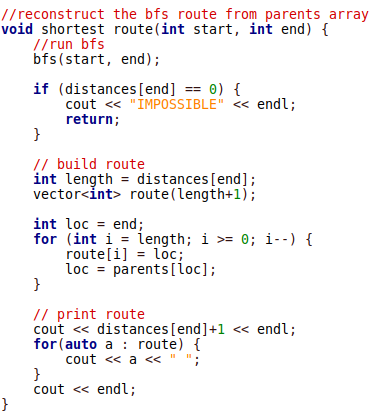 //reconstruct the bfs route from parents array
void shortest route(int start, int end) {
    //run bfs
    bfs(start, end);

    if (distances[end] == 0) {
        cout << "IMPOSSIBLE" << endl;
        return;
    }

    // build route
    int length = distances[end];
    vector<int> route(length+1);

    int loc = end;
    for (int i = length; i >= 0; i--) {
        route[i] = loc;
        loc = parents[loc];
    }

    // print route
    cout << distances[end]+1 << endl;
    for(auto a : route) {
        cout << a << " ";
    }
    cout << endl;
}